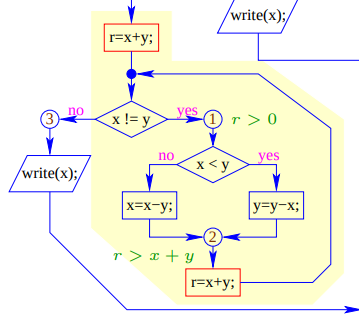 write(x);
r=x+y;
no
yes
3
x != y
1
r > 0
no
x < y
yes
write(x);
x=x−y;
y=y−x;
2
r > x + y
r=x+y;